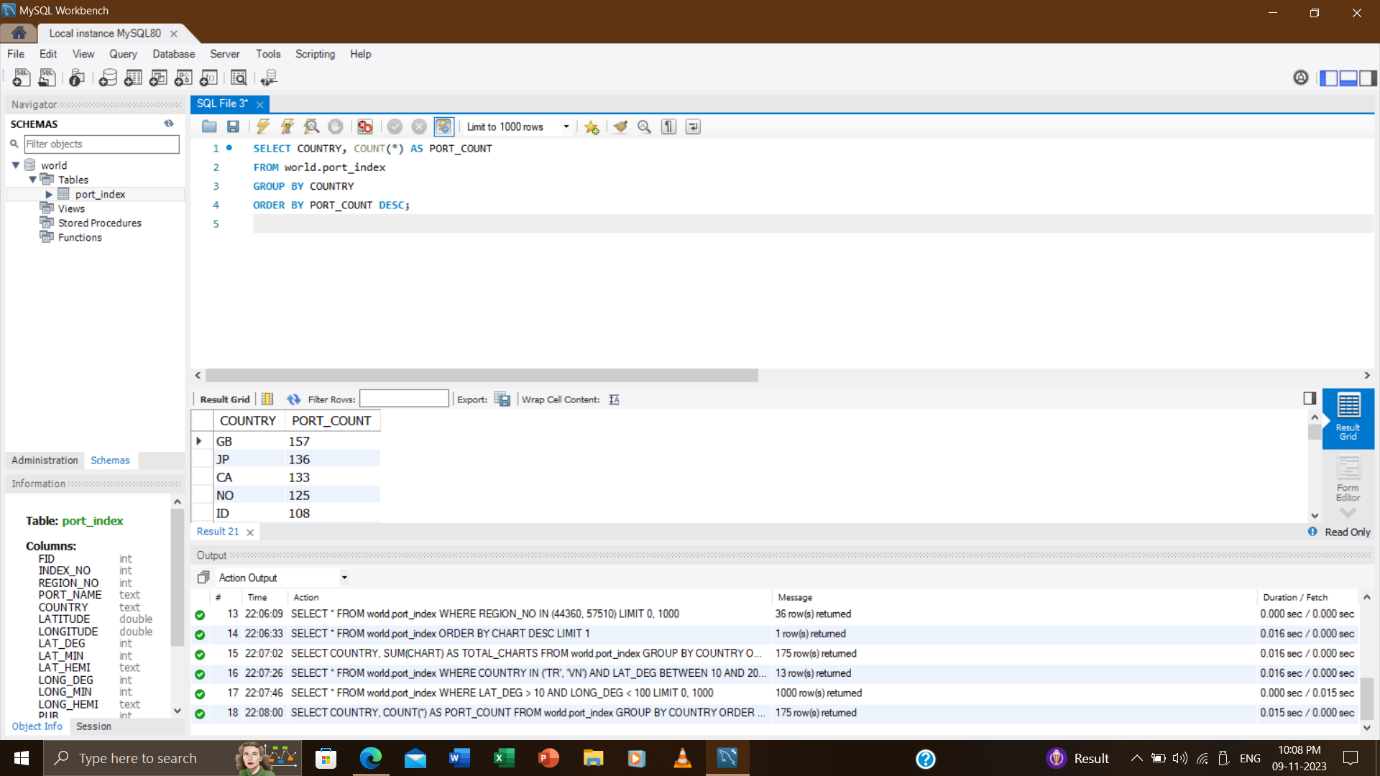 MySQL Workbench
Local instance MySQL80
File Edit View Query Database Server Tools Scripting Help
Navigator
SCHEMAS
Filter objects
world
Tables
port_index
Views
Stored Procedures
Functions
Administration Schemas
Information
Table: port_index
Columns:
FID int
INDEX_NO int
REGION_NO int
PORT_NAME text
COUNTRY text
LATITUDE double
LONGITUDE double
LAT_DEG int
LAT_MIN int
LAT_HEMI text
LONG_DEG int
LONG_MIN int
LONG_HEMI text
PUB int
Object Info Session
SQL File 3*
Limit to 1000 rows
1 SELECT COUNTRY, COUNT(*) AS PORT_COUNT
2 FROM world.port_index
3 GROUP BY COUNTRY
4 ORDER BY PORT_COUNT DESC;
5
Result Grid Filter Rows: Export: Wrap Cell Content:
COUNTRY PORT_COUNT
GB 157
JP 136
CA 133
NO 125
ID 108
Result Grid
Form Editor
Result 21
Read Only
Output
Action Output
# Time Action Message Duration / Fetch
13 22:06:09 SELECT * FROM world.port_index WHERE REGION_NO IN (44360, 57510) LIMIT 0, 1000 36 row(s) returned 0.000 sec / 0.000 sec
14 22:06:33 SELECT * FROM world.port_index ORDER BY CHART DESC LIMIT 1 1 row(s) returned 0.016 sec / 0.000 sec
15 22:07:02 SELECT COUNTRY, SUM(CHART) AS TOTAL_CHARTS FROM world.port_index GROUP BY COUNTRY O... 175 row(s) returned 0.016 sec / 0.000 sec
16 22:07:26 SELECT * FROM world.port_index WHERE COUNTRY IN ('TR', 'VN') AND LAT_DEG BETWEEN 10 AND 20... 13 row(s) returned 0.016 sec / 0.000 sec
17 22:07:46 SELECT * FROM world.port_index WHERE LAT_DEG > 10 AND LONG_DEG < 100 LIMIT 0, 1000 1000 row(s) returned 0.000 sec / 0.015 sec
18 22:08:00 SELECT COUNTRY, COUNT(*) AS PORT_COUNT FROM world.port_index GROUP BY COUNTRY ORDER ... 175 row(s) returned 0.015 sec / 0.000 sec
Type here to search
Result
ENG
10:08 PM
09-11-2023